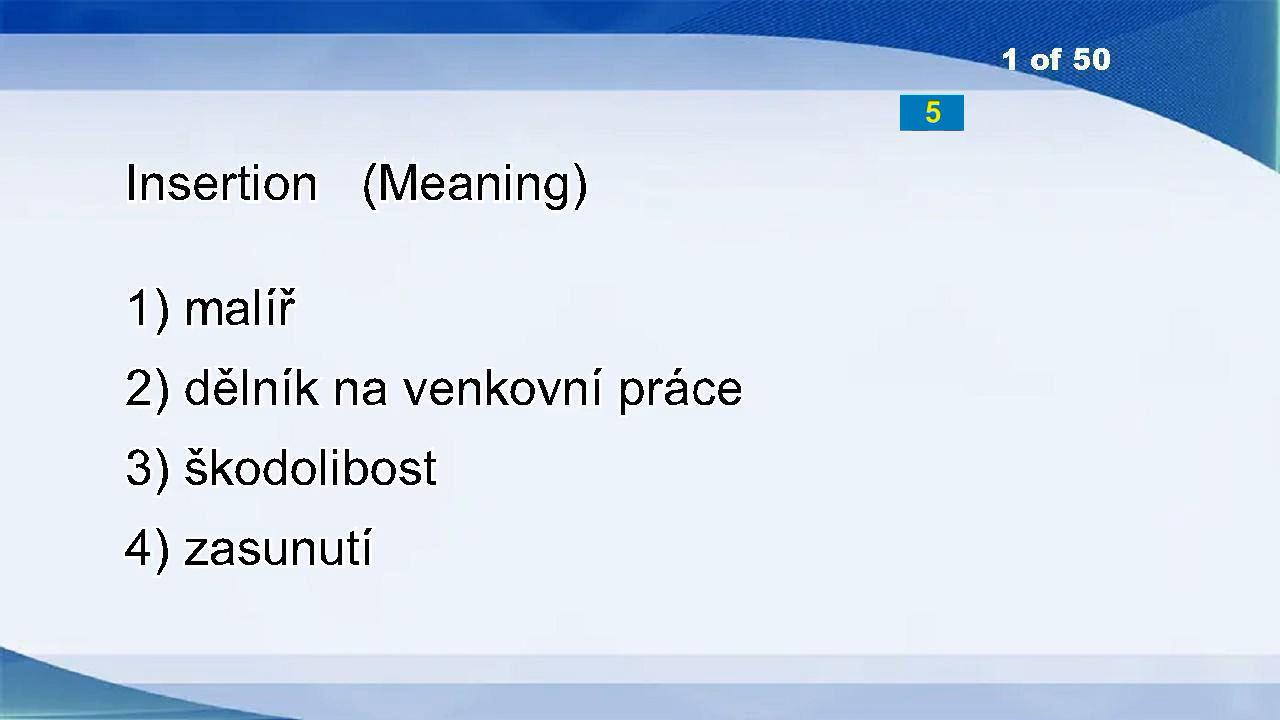 1 of 50
5
Insertion (Meaning)
1) malíř
2) dělník na venkovní práce
3) škodolibost
4) zasunutí